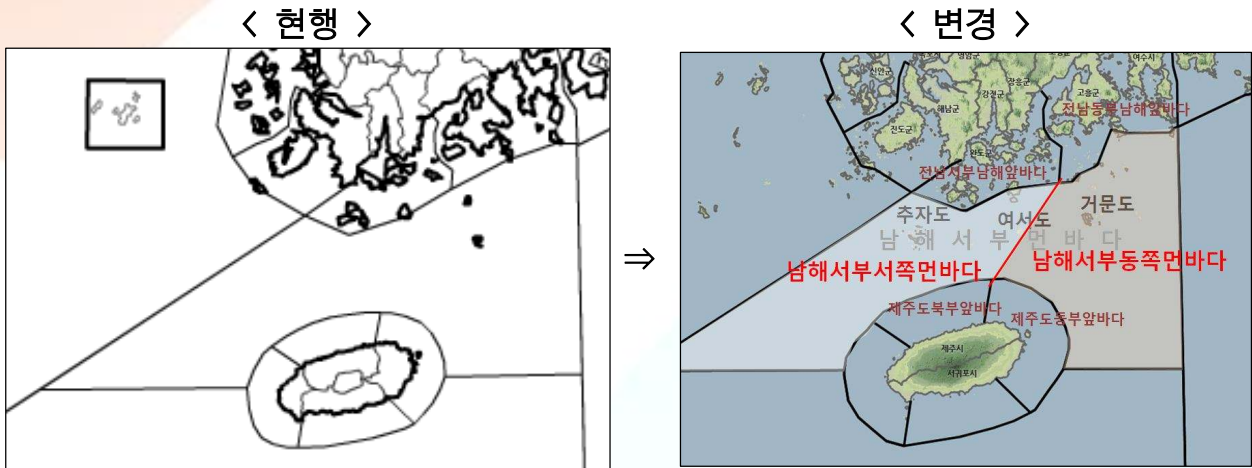 < 현행 >
< 변경 >
⇒
영암군
신안군
강진군
장흥군
여수시
고흥군
해남군
진도군
완도군
전남동부남해앞바다
전남서부남해앞바다
추자도
여서도
거문도
남해서부먼바다
남해서부서쪽먼바다
남해서부동쪽먼바다
제주도북부앞바다
제주도동부앞바다
제주시
서귀포시